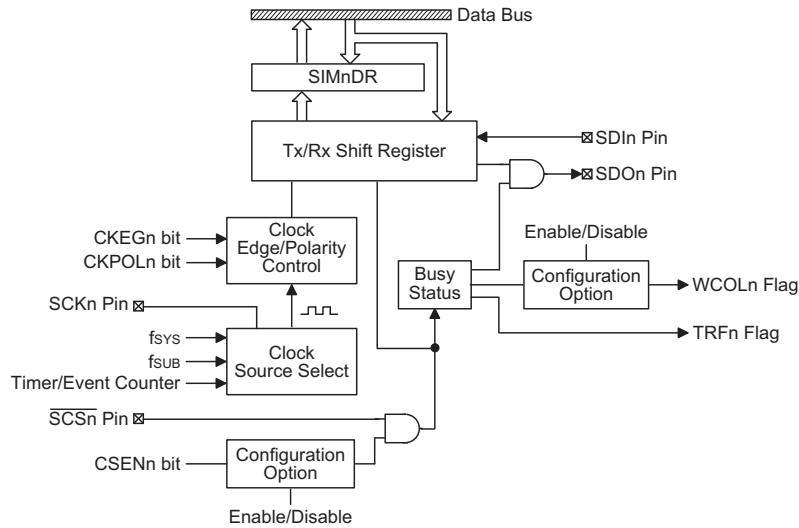 Data Bus
SIMnDR
Tx/Rx Shift Register
SDIn Pin
SDOn Pin
CKEGn bit
CKPOLn bit
Clock
Edge/Polarity
Control
Enable/Disable
Busy
Status
Configuration
Option
WCOLn Flag
TRFn Flag
SCKn Pin
fSYS
fSUB
Timer/Event Counter
Clock
Source Select
SCSn Pin
CSENn bit
Configuration
Option
Enable/Disable